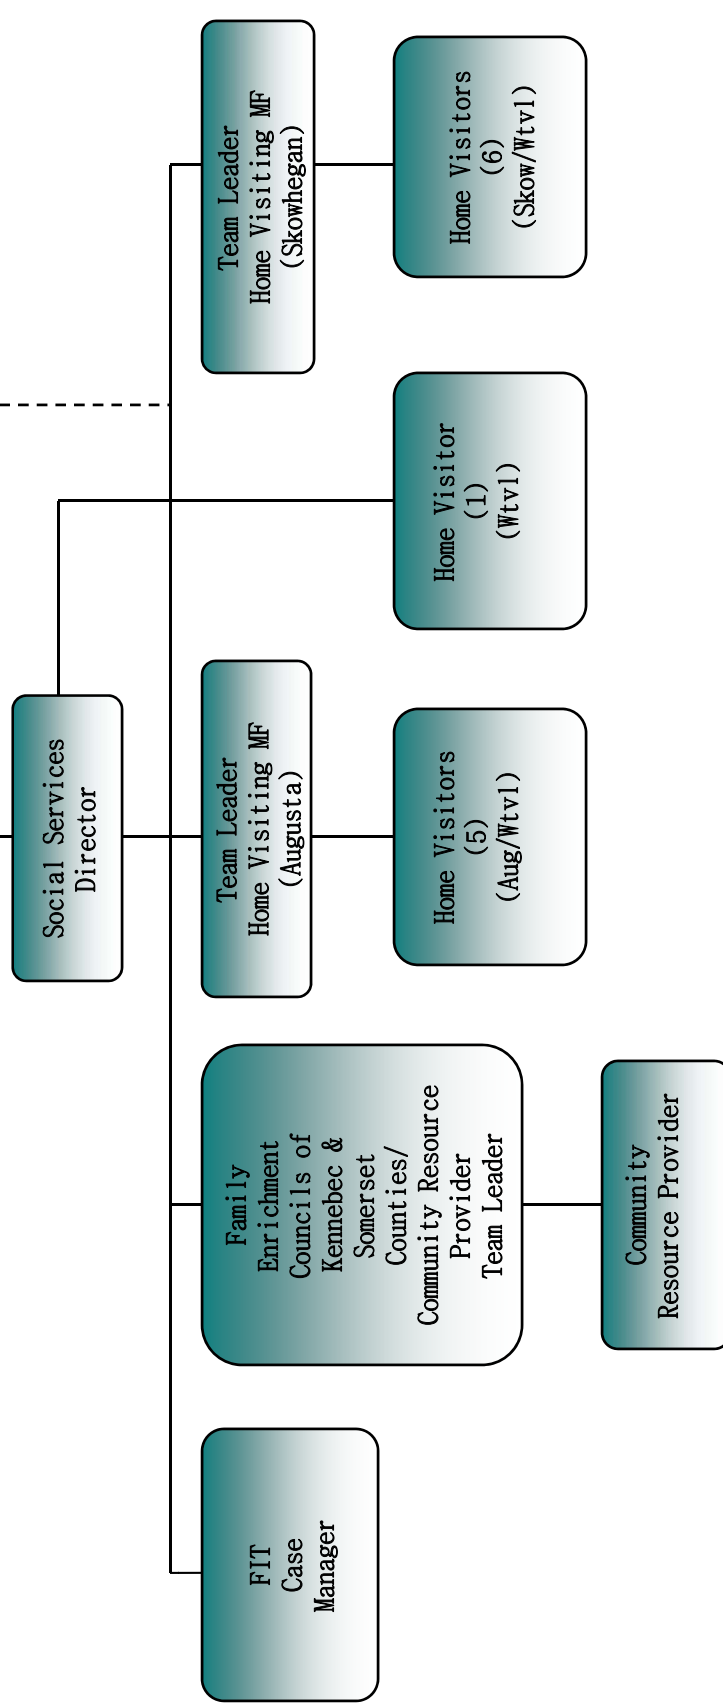 Social Services
Director
FIT
Case
Manager
Family
Enrichment
Councils of
Kennebec &
Somerset
Counties/
Community Resource
Provider
Team Leader
Team Leader
Home Visiting MF
(Augusta)
Team Leader
Home Visiting MF
(Skowhegan)
Home Visitors
(5)
(Aug/Wtvl)
Home Visitor
(1)
(Wtvl)
Home Visitors
(6)
(Skow/Wtvl)
Community
Resource Provider